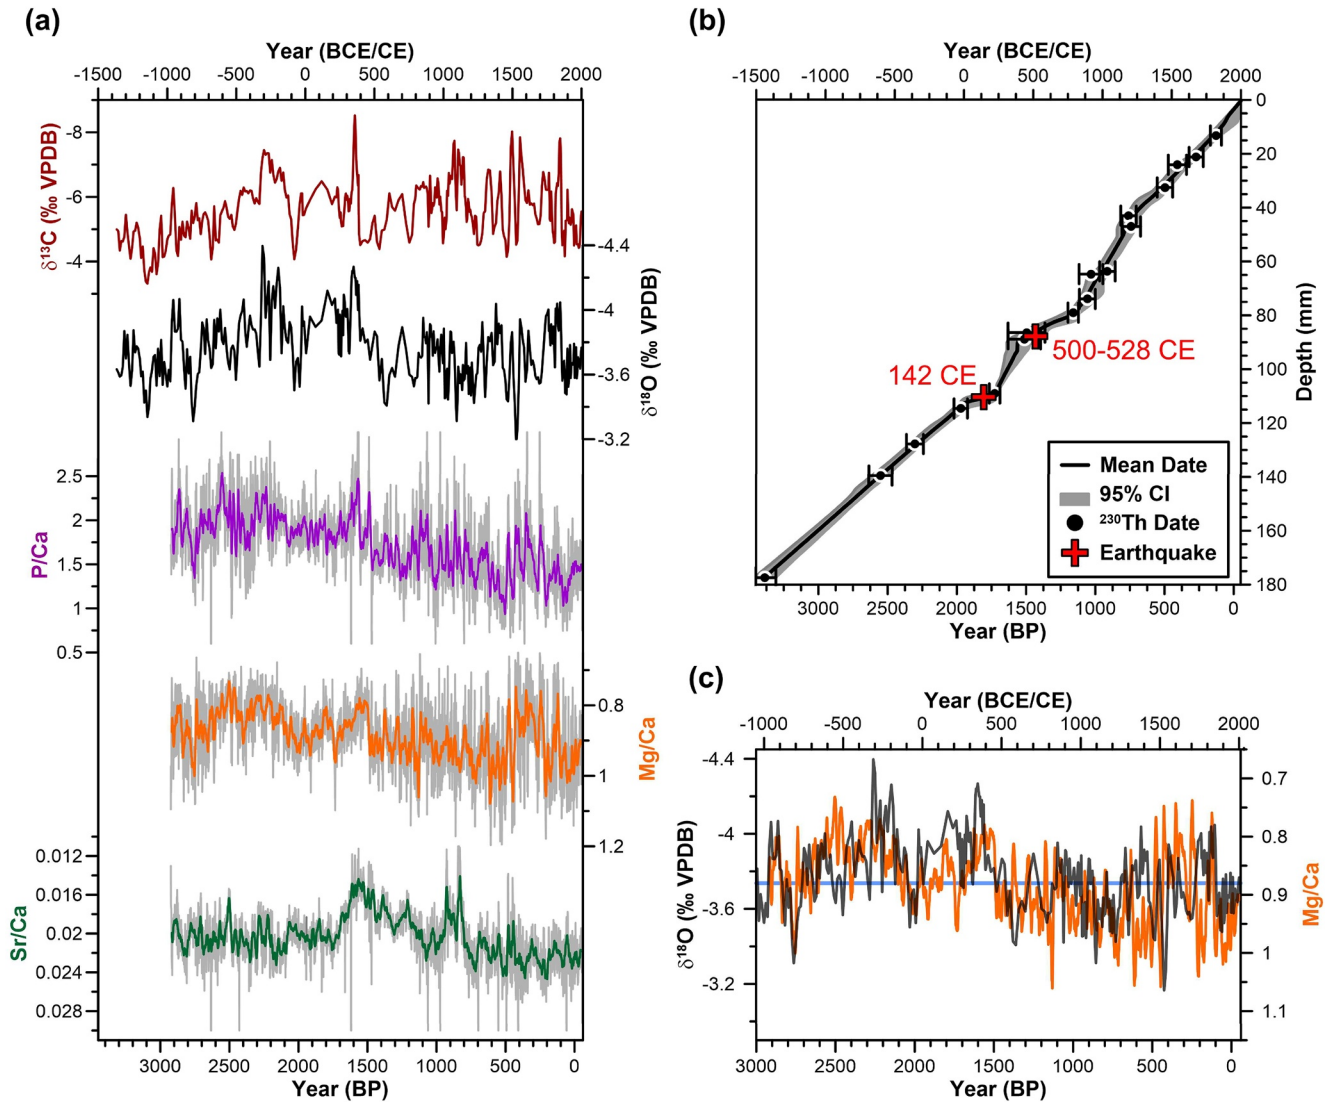 (a)
Year (BCE/CE)
-1500 -1000 -500 0 500 1000 1500 2000
-8
-6
-4
δ13C (‰ VPDB)
-4.4
-4
-3.6
-3.2
δ18O (‰ VPDB)
2.5
2
1.5
1
0.5
P/Ca
0.8
1
1.2
Mg/Ca
0.012
0.016
0.02
0.024
0.028
Sr/Ca
3000 2500 2000 1500 1000 500 0
Year (BP)
(b)
Year (BCE/CE)
-1500 -1000 -500 0 500 1000 1500 2000
0
20
40
60
80
100
120
140
160
180
Depth (mm)
500-528 CE
142 CE
Mean Date
95% CI
230Th Date
Earthquake
3000 2500 2000 1500 1000 500 0
Year (BP)
(c)
Year (BCE/CE)
-1000 -500 0 500 1000 1500 2000
-4.4
-4
-3.6
-3.2
δ18O (‰ VPDB)
0.7
0.8
0.9
1
1.1
Mg/Ca
3000 2500 2000 1500 1000 500 0
Year (BP)